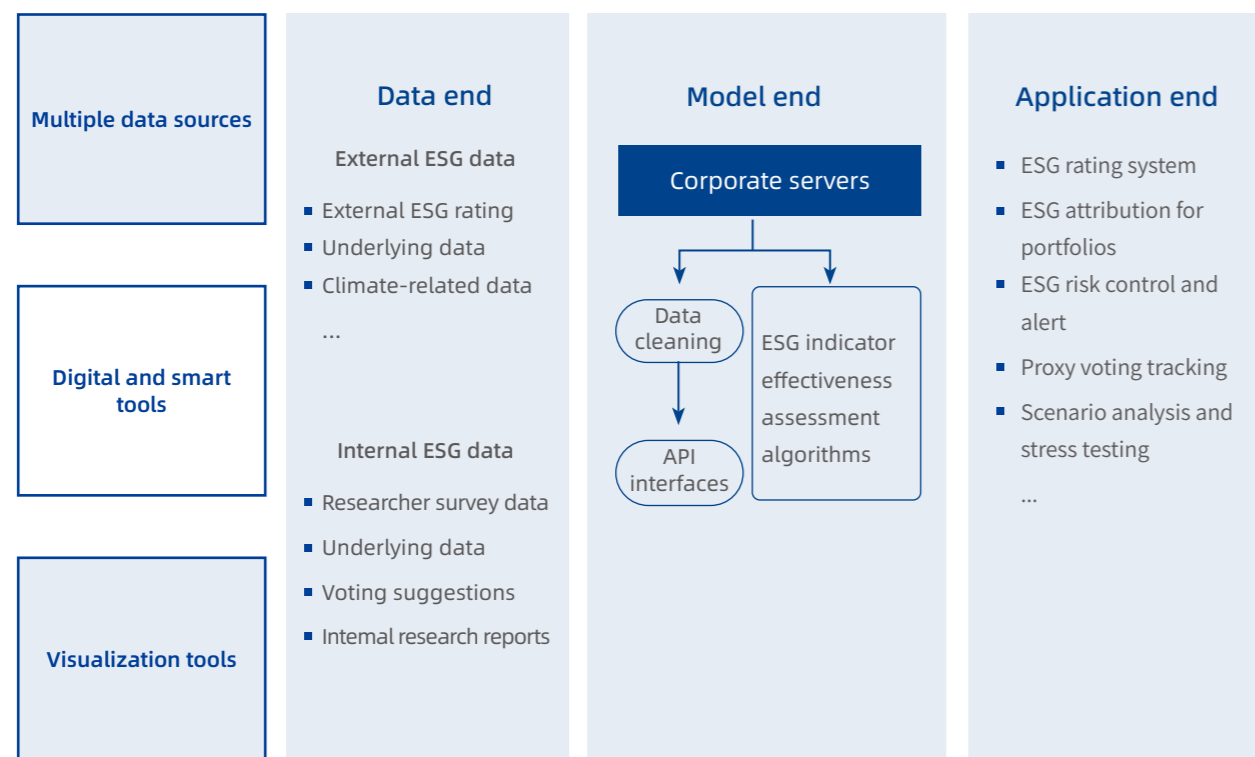 Multiple data sources
Digital and smart
tools
Visualization tools
Data end
External ESG data
External ESG rating
Underlying data
Climate-related data
...
Internal ESG data
Researcher survey data
Underlying data
Voting suggestions
Intemal research reports
Model end
Corporate servers
Data
cleaning
API
interfaces
ESG indicator
effectiveness
assessment
algorithms
Application end
ESG rating system
ESG attribution for
portfolios
ESG risk control and
alert
Proxy voting tracking
Scenario analysis and
stress testing
...